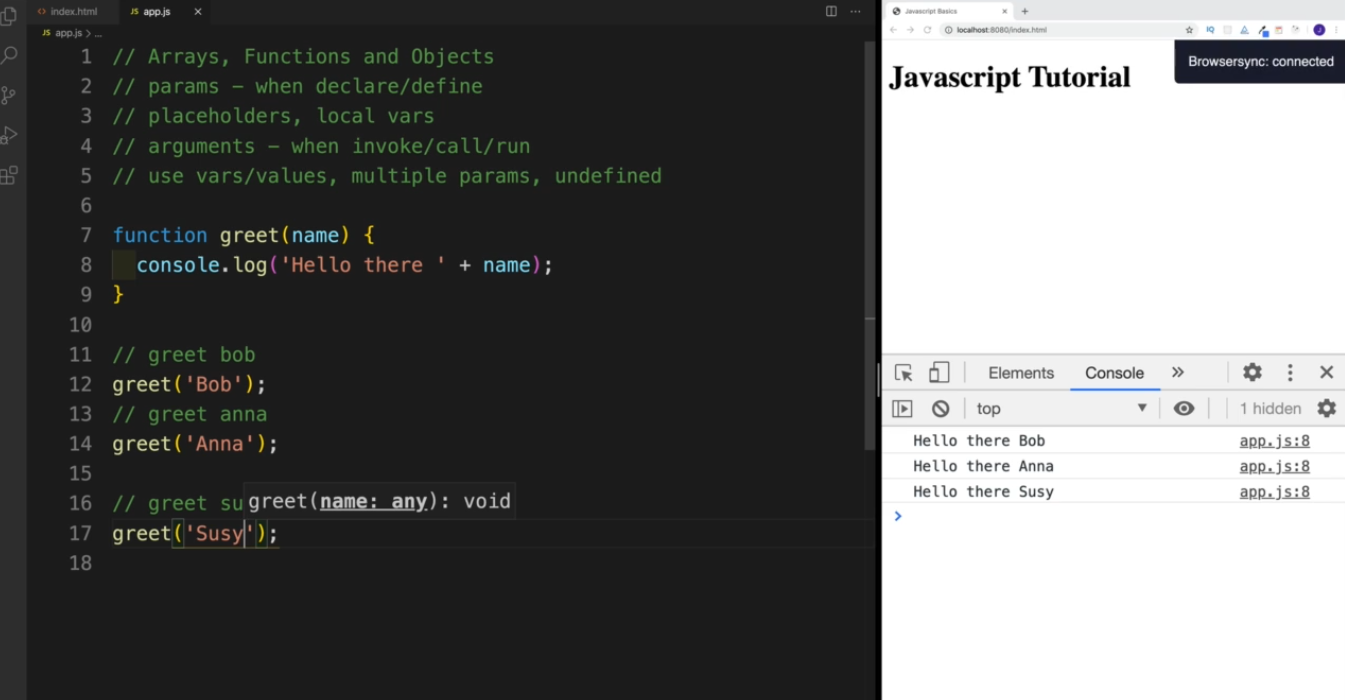 index.html
JS app.js ×
JS app.js > ...
1 // Arrays, Functions and Objects
2 // params – when declare/define
3 // placeholders, local vars
4 // arguments – when invoke/call/run
5 // use vars/values, multiple params, undefined
6
7 function greet(name) {
8 console.log('Hello there ' + name);
9 }
10
11 // greet bob
12 greet('Bob');
13 // greet anna
14 greet('Anna');
15
16 // greet su
greet(name: any): void
17 greet('Susy');
18
Javascript Basics
localhost:8080/index.html
IQ
J
Javascript Tutorial
Browsersync: connected
Elements Console »
top 1 hidden
Hello there Bob app.js:8
Hello there Anna app.js:8
Hello there Susy app.js:8